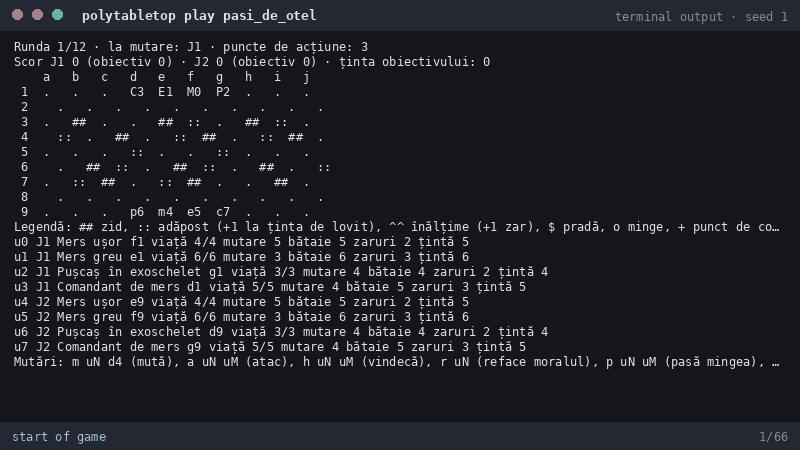 polytabletop play pasi_de_otel
terminal output · seed 1
Runda 1/12 · la mutare: J1 · puncte de acțiune: 3
Scor J1 0 (obiectiv 0) · J2 0 (obiectiv 0) · ținta obiectivului: 0
    a   b   c   d   e   f   g   h   i   j
 1  .   .   .   C3  E1  M0  P2  .   .   .
 2    .   .   .   .   .   .   .   .   .   .
 3  .   ##  .   .   ##  ::  .   ##  ::  .
 4    ::  .   ##  .   ::  ##  .   ::  ##  .
 5  .   .   .   ::  .   .   ::  .   .   .
 6    .   ##  ::  .   ##  ::  .   ##  .   ::
 7  .   ::  ##  .   ::  ##  .   .   ##  .
 8    .   .   .   .   .   .   .   .   .   .
 9  .   .   .   p6  m4  e5  c7  .   .   .
Legendă: ## zid, :: adăpost (+1 la ținta de lovit), ^^ înălțime (+1 zar), $ pradă, o minge, + punct de co…
u0 J1 Mers ușor f1 viață 4/4 mutare 5 bătaie 5 zaruri 2 țintă 5
u1 J1 Mers greu e1 viață 6/6 mutare 3 bătaie 6 zaruri 3 țintă 6
u2 J1 Pușcaș în exoschelet g1 viață 3/3 mutare 4 bătaie 4 zaruri 2 țintă 4
u3 J1 Comandant de mers d1 viață 5/5 mutare 4 bătaie 5 zaruri 3 țintă 5
u4 J2 Mers ușor e9 viață 4/4 mutare 5 bătaie 5 zaruri 2 țintă 5
u5 J2 Mers greu f9 viață 6/6 mutare 3 bătaie 6 zaruri 3 țintă 6
u6 J2 Pușcaș în exoschelet d9 viață 3/3 mutare 4 bătaie 4 zaruri 2 țintă 4
u7 J2 Comandant de mers g9 viață 5/5 mutare 4 bătaie 5 zaruri 3 țintă 5
Mutări: m uN d4 (mută), a uN uM (atac), h uN uM (vindecă), r uN (reface moralul), p uN uM (pasă mingea), …
start of game
1/66